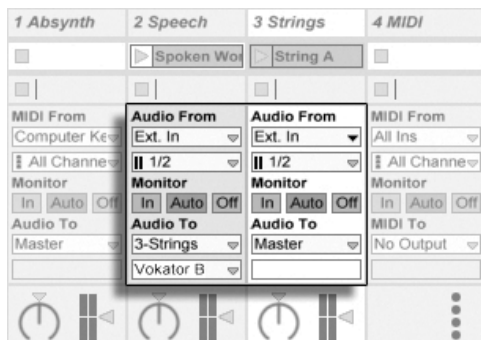 1 Absynth 2 Speech 3 Strings 4 MIDI
Spoken Wor String A
MIDI From Audio From Audio From MIDI From
Computer Ke Ext. In Ext. In All Ins
All Channe 1/2 1/2 All Channe
Monitor Monitor Monitor Monitor
In Auto Off In Auto Off In Auto Off In Auto Off
Audio To Audio To Audio To MIDI To
Master 3-Strings Master No Output
Vokator B